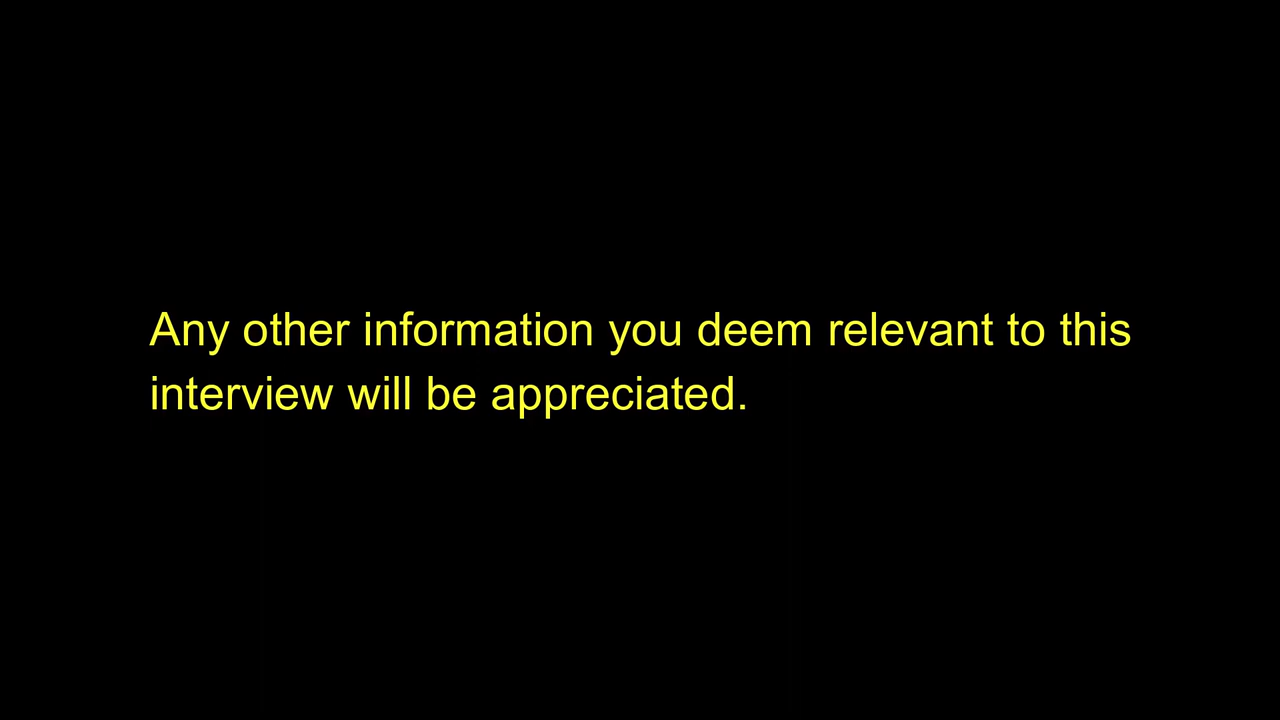 Any other information you deem relevant to this
interview will be appreciated.